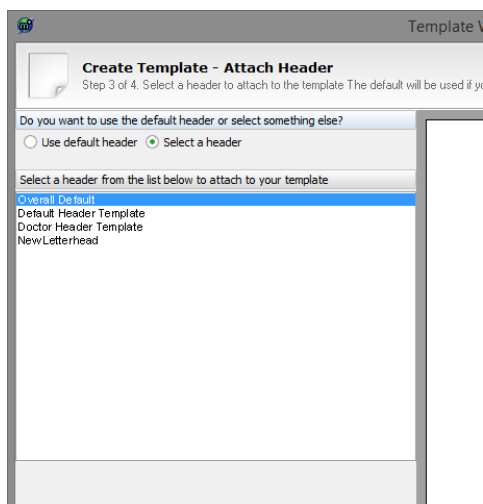 Template
Create Template - Attach Header
Step 3 of 4. Select a header to attach to the template The default will be used if
Do you want to use the default header or select something else?
Use default header Select a header
Select a header from the list below to attach to your template
Overall Default
Default Header Template
Doctor Header Template
NewLetterhead